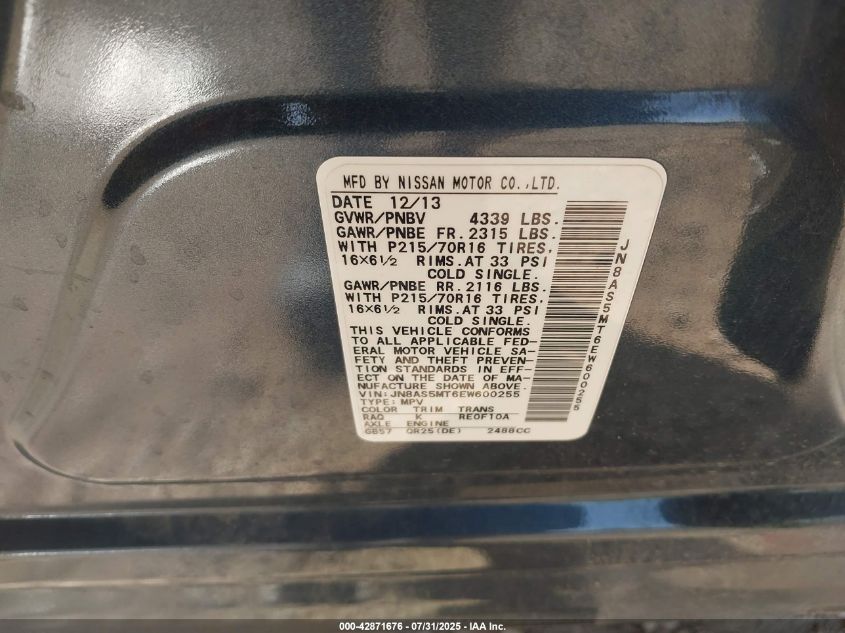 MFD BY NISSAN MOTOR CO.,LTD.
DATE 12/13
GVWR/PNBV 4339 LBS.
GAWR/PNBE FR. 2315 LBS.
WITH P215/70R16 TIRES,
16×6½ RIMS. AT 33 PSI
COLD SINGLE.
GAWR/PNBE RR. 2116 LBS.
WITH P215/70R16 TIRES,
16×6½ RIMS. AT 33 PSI
COLD SINGLE.
THIS VEHICLE CONFORMS
TO ALL APPLICABLE FED-
ERAL MOTOR VEHICLE SA-
FETY AND THEFT PREVEN-
TION STANDARDS IN EFF-
ECT ON THE DATE OF MA-
NUFACTURE SHOWN ABOVE.
VIN: JN8AS5MT6EW600255
TYPE: MPV
COLOR TRIM TRANS
RAQ K RE0F10A
AXLE ENGINE
GB57 QR25(DE) 2488CC
JN8AS5MT6EW600255
000-42871676 - 07/31/2025 - IAA Inc.